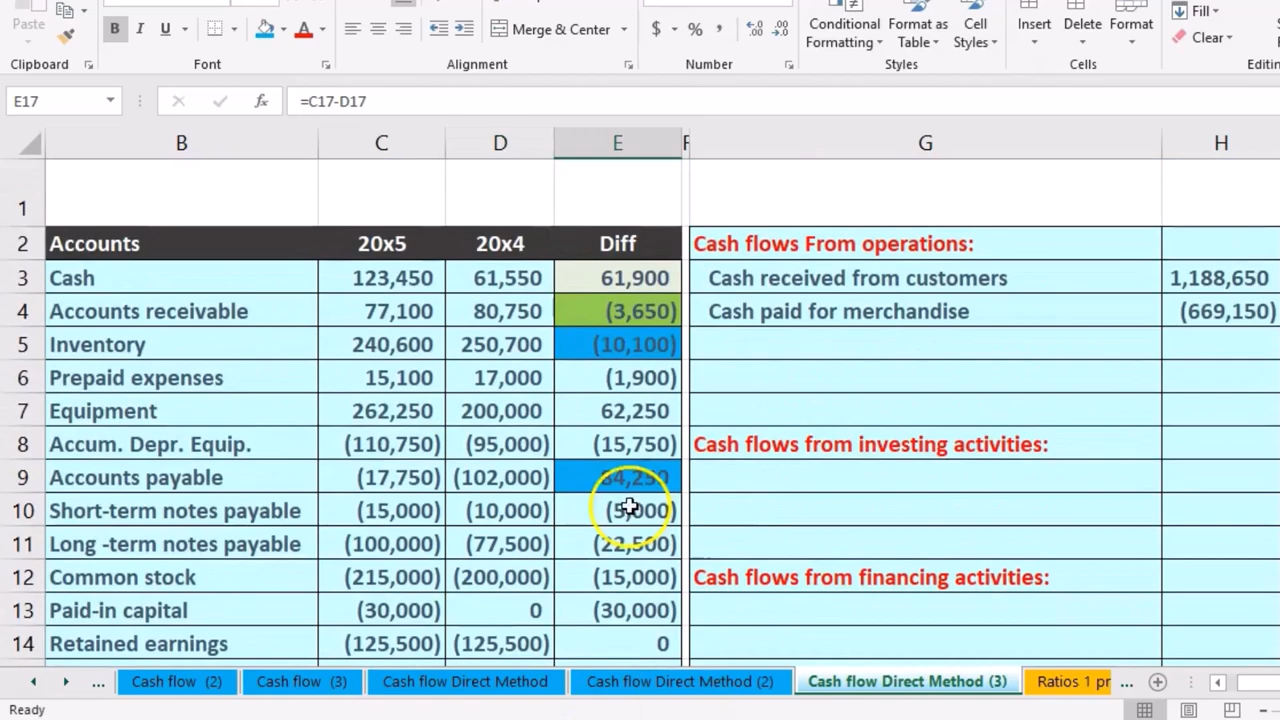 Paste
B I U A
Merge & Center
$ % ,
Conditional Formatting
Format as Table
Cell Styles
Insert
Delete
Format
Fill
Clear
Clipboard
Font
Alignment
Number
Styles
Cells
E17 fx =C17-D17
B C D E F G H
1
2 Accounts 20x5 20x4 Diff Cash flows From operations:
3 Cash 123,450 61,550 61,900 Cash received from customers 1,188,650
4 Accounts receivable 77,100 80,750 (3,650) Cash paid for merchandise (669,150)
5 Inventory 240,600 250,700 (10,100)
6 Prepaid expenses 15,100 17,000 (1,900)
7 Equipment 262,250 200,000 62,250
8 Accum. Depr. Equip. (110,750) (95,000) (15,750) Cash flows from investing activities:
9 Accounts payable (17,750) (102,000) 84,250
10 Short-term notes payable (15,000) (10,000) (5,000)
11 Long -term notes payable (100,000) (77,500) (22,500)
12 Common stock (215,000) (200,000) (15,000) Cash flows from financing activities:
13 Paid-in capital (30,000) 0 (30,000)
14 Retained earnings (125,500) (125,500) 0
... Cash flow (2) Cash flow (3) Cash flow Direct Method Cash flow Direct Method (2) Cash flow Direct Method (3) Ratios 1 pr ...
Ready